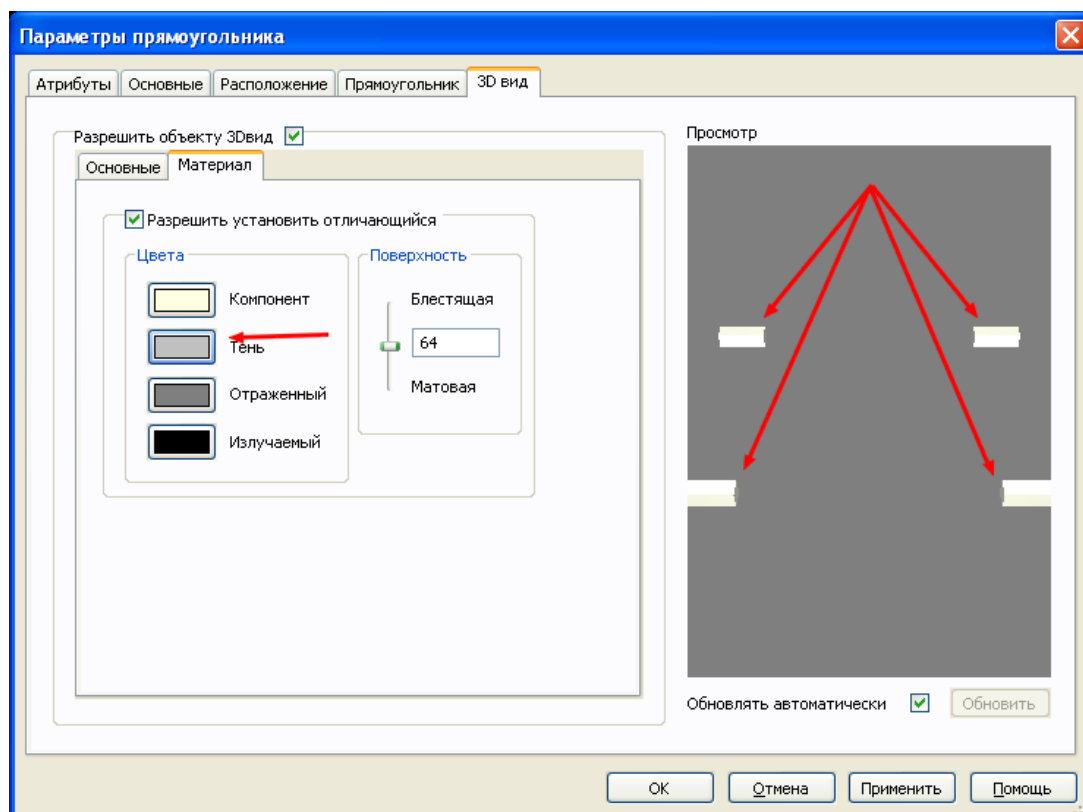 Параметры прямоугольника
Атрибуты Основные Расположение Прямоугольник 3D вид
Разрешить объекту 3Dвид
Просмотр
Основные Материал
Разрешить установить отличающийся
Цвета
Поверхность
Компонент
Блестящая
Тень
64
Отраженный
Матовая
Излучаемый
Обновлять автоматически Обновить
OK Отмена Применить Помощь